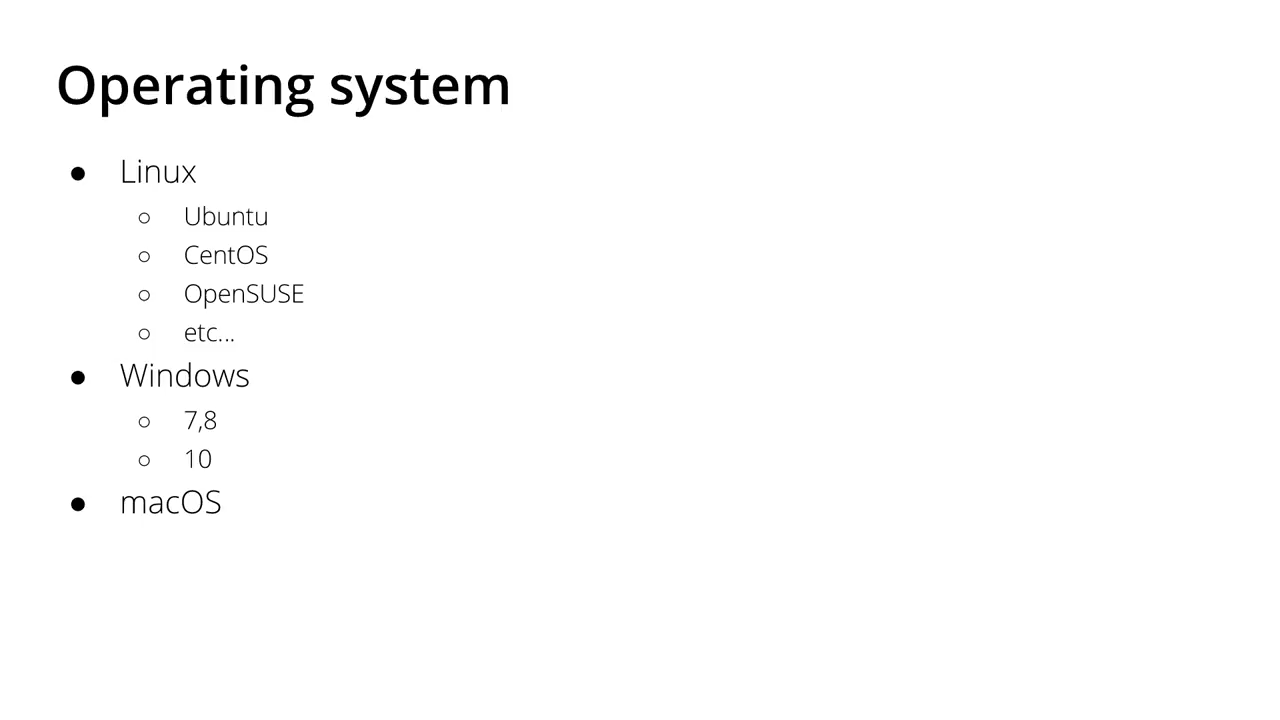 Operating system
● Linux
○ Ubuntu
○ CentOS
○ OpenSUSE
○ etc...
● Windows
○ 7,8
○ 10
● macOS